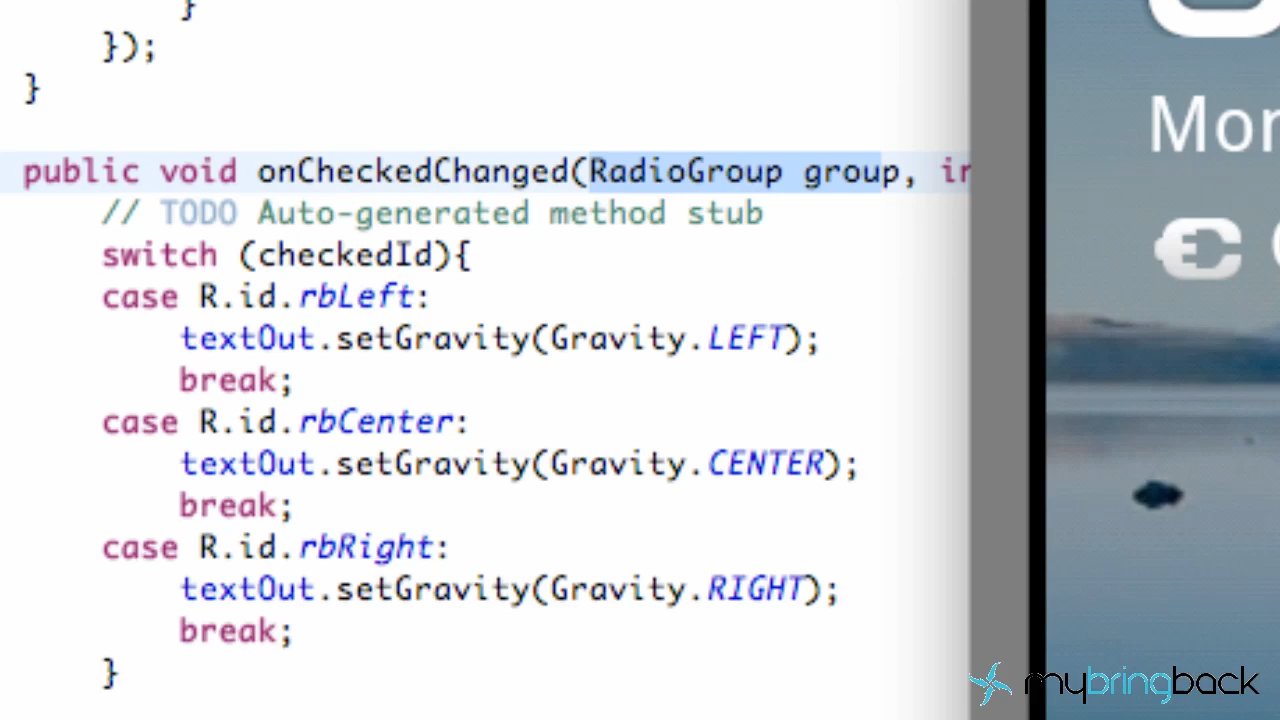 }
});
}
public void onCheckedChanged(RadioGroup group, in
// TODO Auto-generated method stub
switch (checkedId){
case R.id.rbLeft:
textOut.setGravity(Gravity.LEFT);
break;
case R.id.rbCenter:
textOut.setGravity(Gravity.CENTER);
break;
case R.id.rbRight:
textOut.setGravity(Gravity.RIGHT);
break;
}
Mon
mybringback